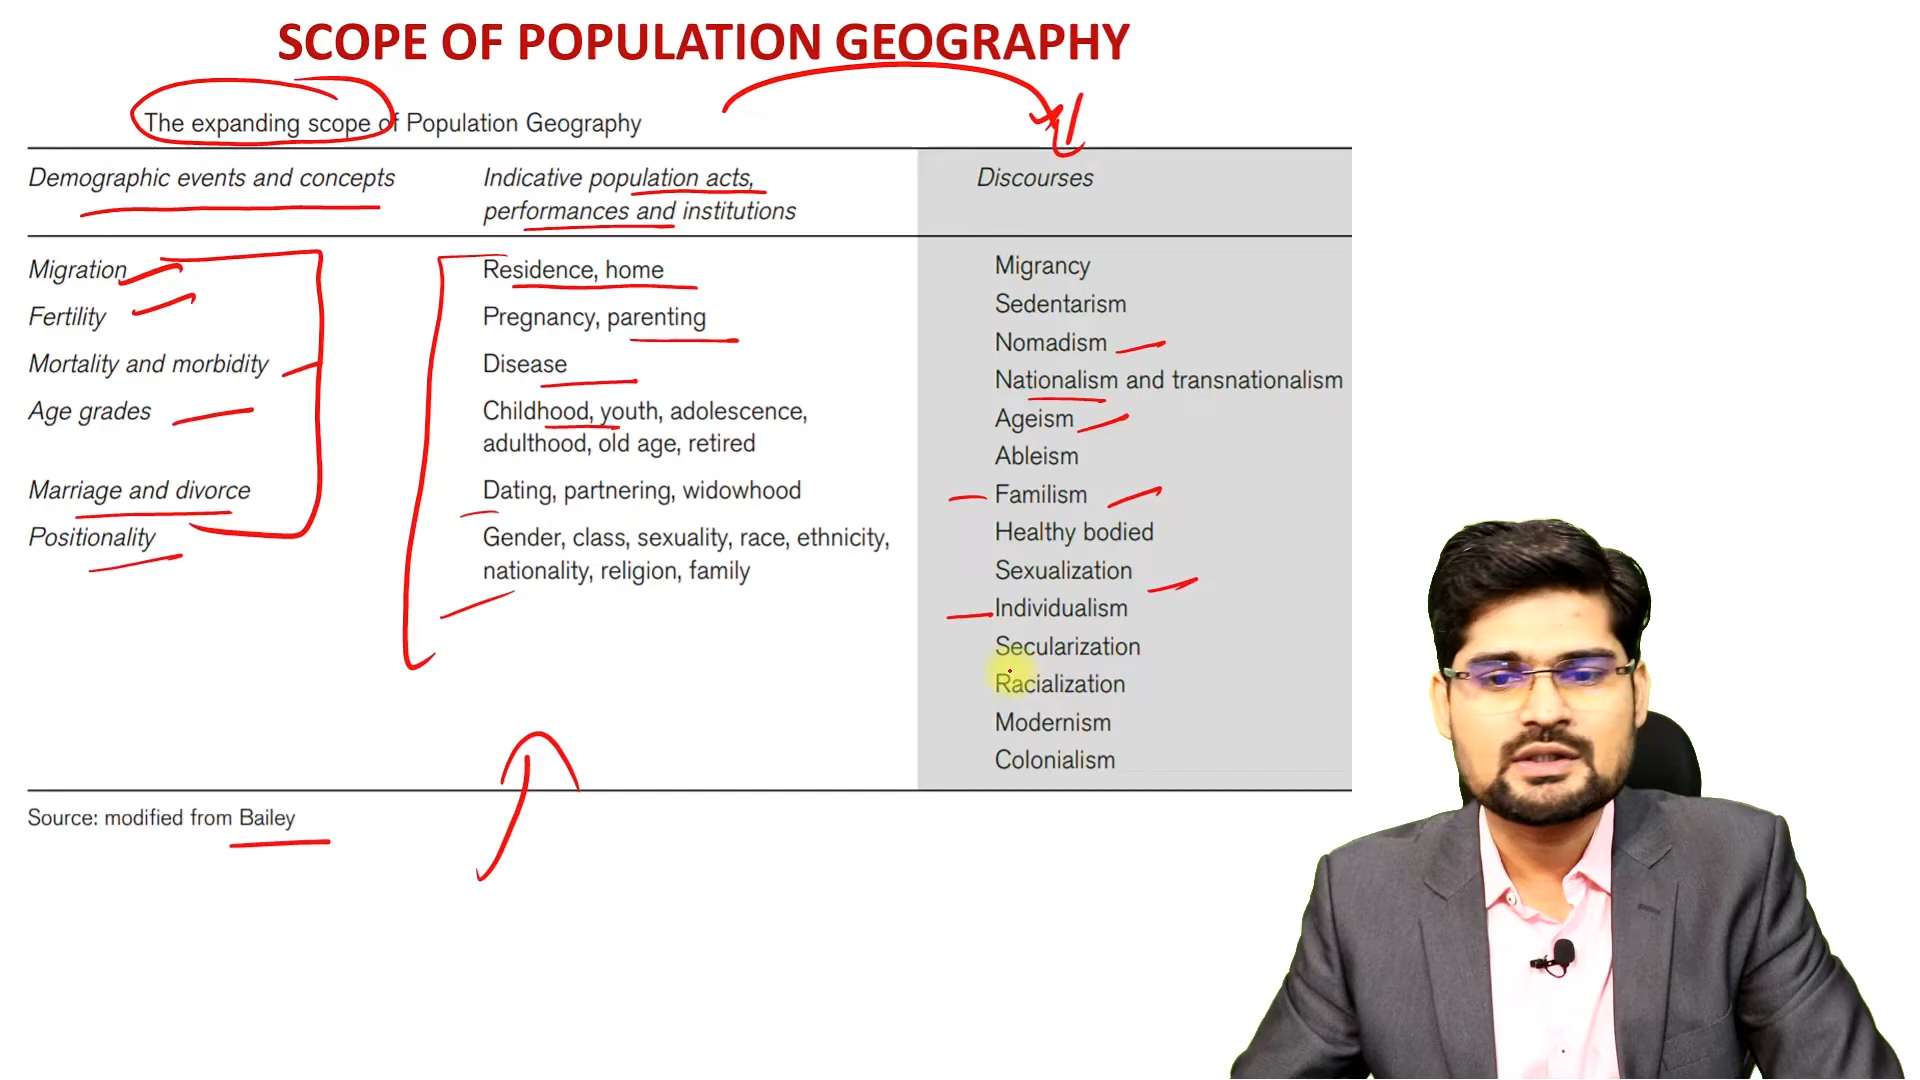 SCOPE OF POPULATION GEOGRAPHY
The expanding scope of Population Geography
Demographic events and concepts
Indicative population acts,
performances and institutions
Discourses
Migration
Residence, home
Fertility
Pregnancy, parenting
Mortality and morbidity
Disease
Age grades
Childhood, youth, adolescence,
adulthood, old age, retired
Marriage and divorce
Dating, partnering, widowhood
Positionality
Gender, class, sexuality, race, ethnicity,
nationality, religion, family
Migrancy
Sedentarism
Nomadism
Nationalism and transnationalism
Ageism
Ableism
Familism
Healthy bodied
Sexualization
Individualism
Secularization
Racialization
Modernism
Colonialism
Source: modified from Bailey